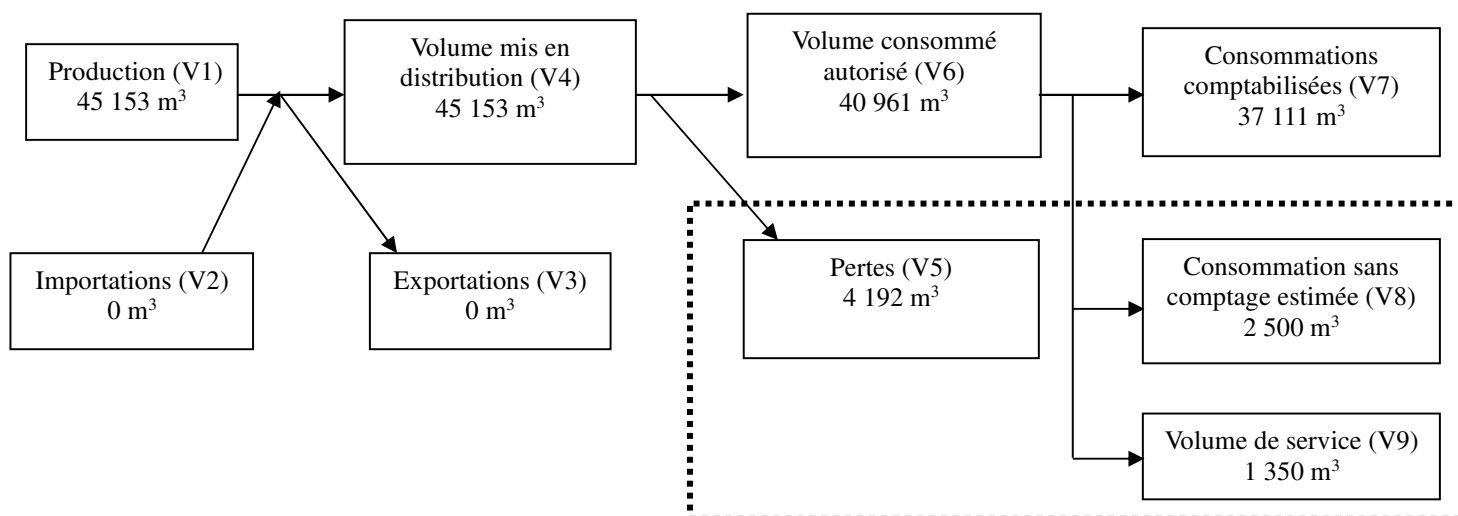 Production (V1)
45 153 m³
Volume mis en
distribution (V4)
45 153 m³
Volume consommé
autorisé (V6)
40 961 m³
Consommations
comptabilisées (V7)
37 111 m³
Importations (V2)
0 m³
Exportations (V3)
0 m³
Pertes (V5)
4 192 m³
Consommation sans
comptage estimée (V8)
2 500 m³
Volume de service (V9)
1 350 m³